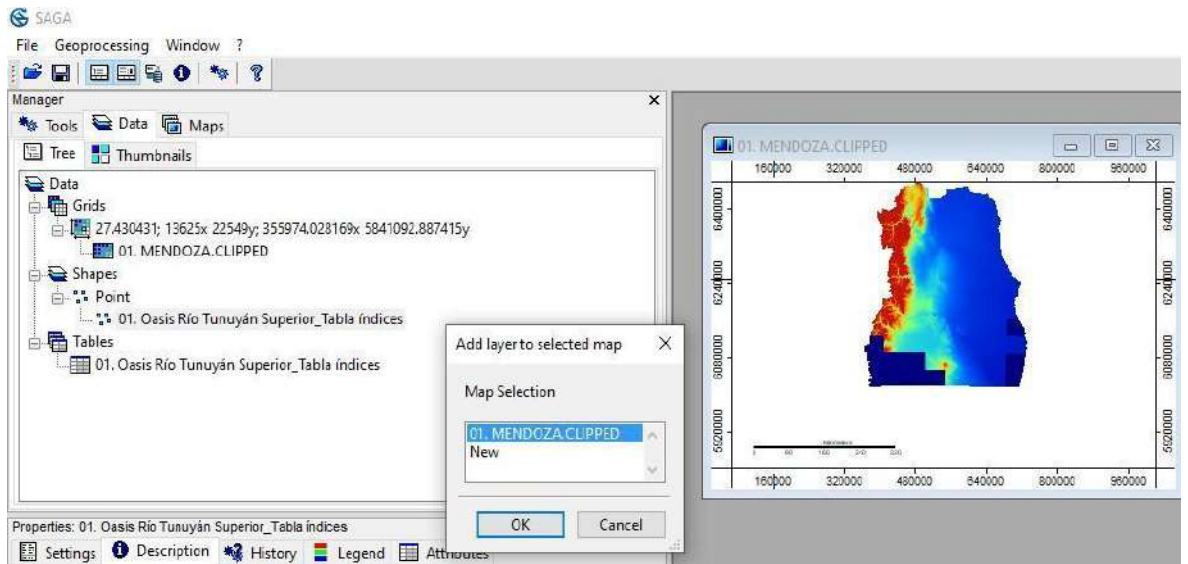 SAGA
File Geoprocessing Window ?
Manager
Tools Data Maps
Tree Thumbnails
Data
Grids
27.430431; 13625x 22549y; 355974.028169x 5841092.887415y
01. MENDOZA.CLIPPED
Shapes
Point
01. Oasis Río Tunuyán Superior_Tabla índices
Tables
01. Oasis Río Tunuyán Superior_Tabla índices
Properties: 01. Oasis Río Tunuyán Superior_Tabla índices
Settings Description History Legend Attributes
Add layer to selected map
Map Selection
01. MENDOZA.CLIPPED
New
OK Cancel
01. MENDOZA.CLIPPED
160000 320000 480000 640000 800000 960000
6400000 6400000
6240000 6240000
6080000 6080000
5920000 5920000
160000 320000 480000 640000 800000 960000